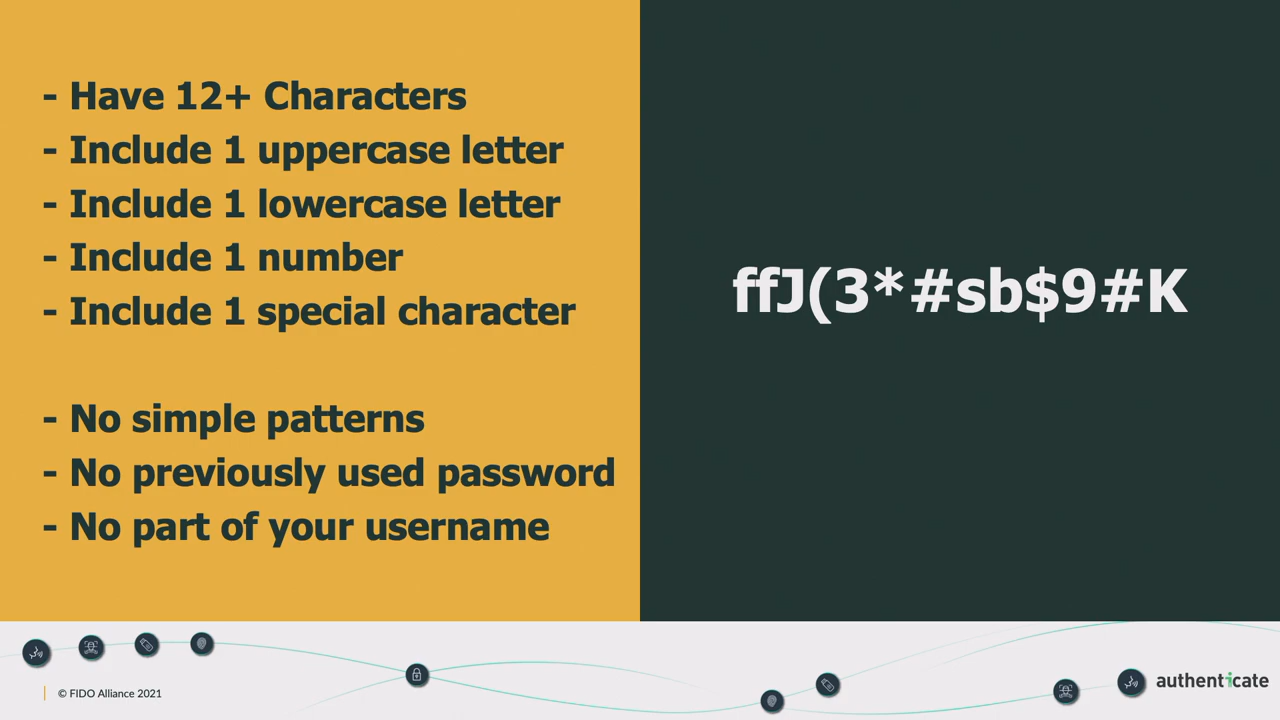 - Have 12+ Characters
- Include 1 uppercase letter
- Include 1 lowercase letter
- Include 1 number
- Include 1 special character
- No simple patterns
- No previously used password
- No part of your username
ffJ(3*#sb$9#K
© FIDO Alliance 2021
authenticate